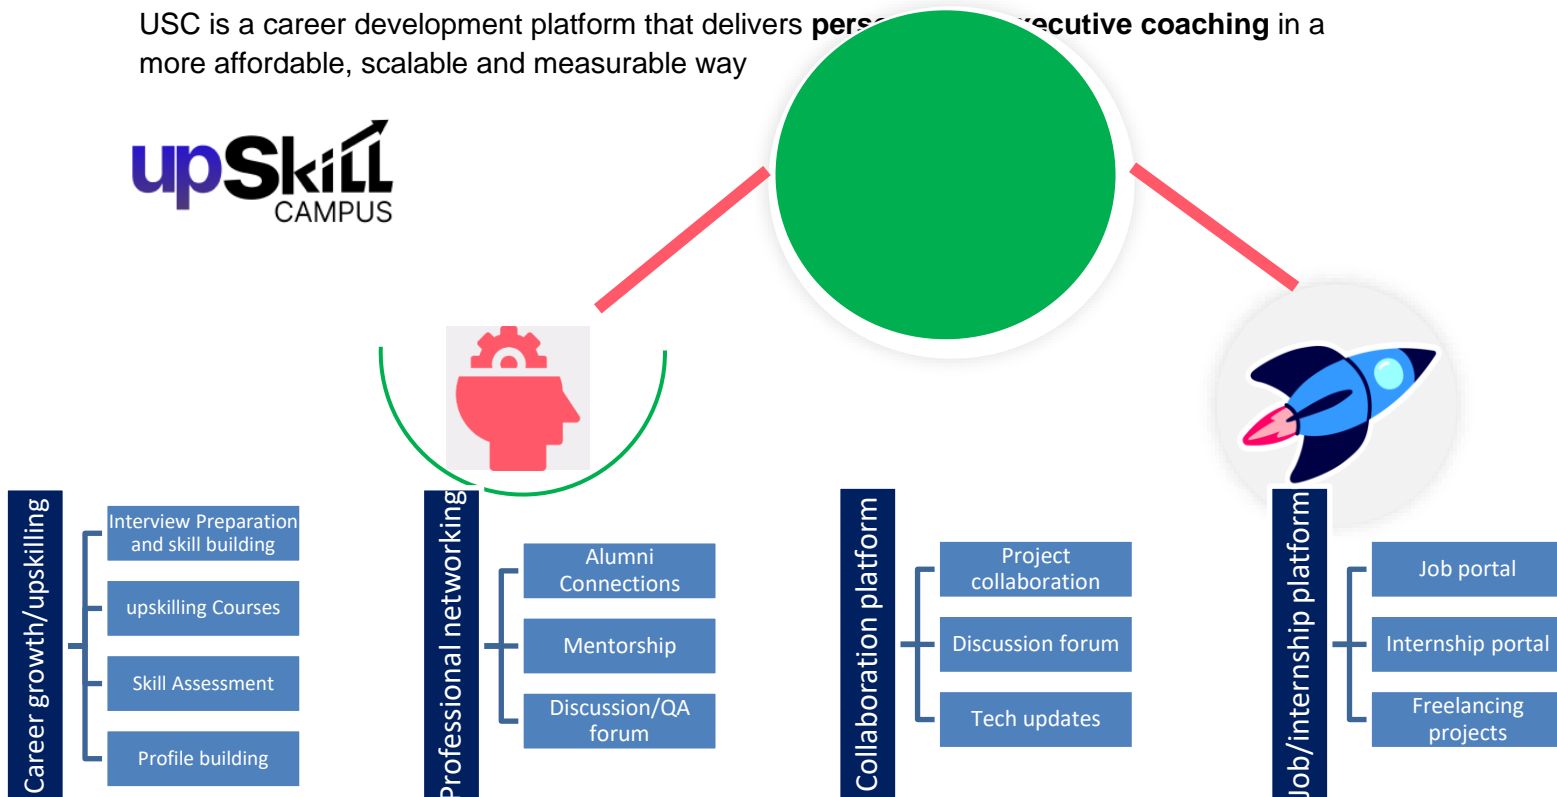 USC is a career development platform that delivers executive coaching in a
more affordable, scalable and measurable way
upSkill
CAMPUS
Career growth/upskilling
Interview Preparation
and skill building
upskilling Courses
Skill Assessment
Profile building
Professional networking
Alumni
Connections
Mentorship
Discussion/QA
forum
Collaboration platform
Project
collaboration
Discussion forum
Tech updates
Job/internship platform
Job portal
Internship portal
Freelancing
projects